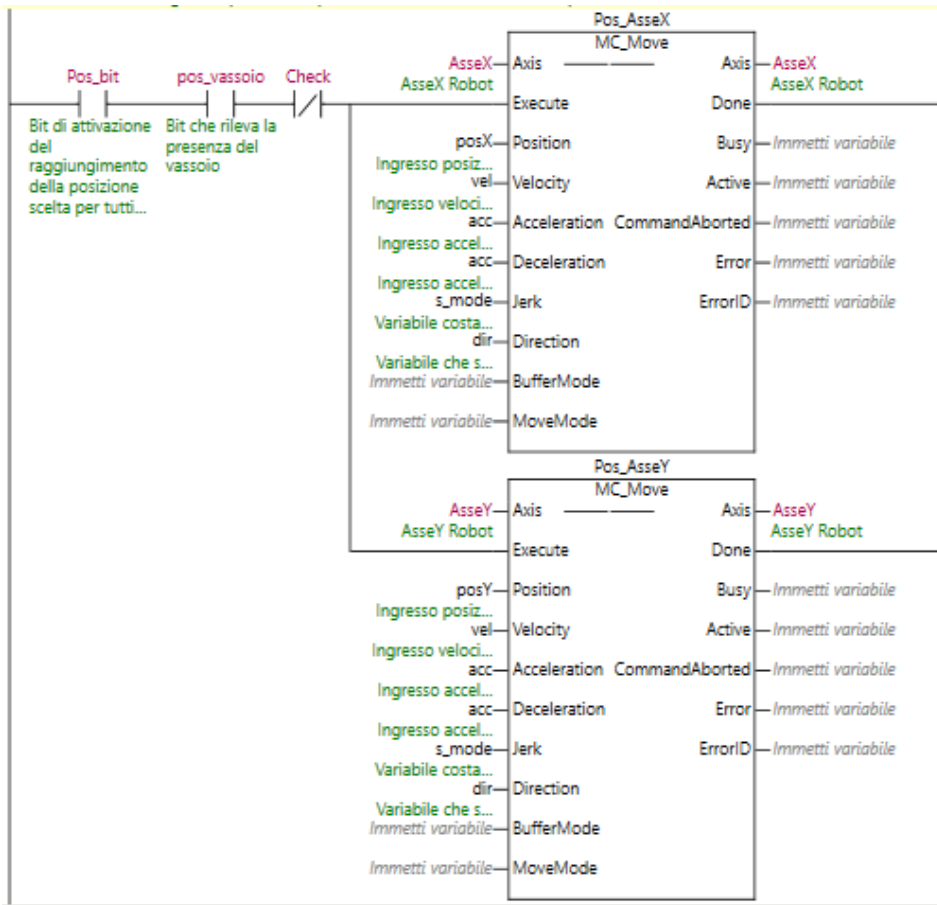 Pos_AsseX
MC_Move
AsseX Axis Axis AsseX
AsseX Robot AsseX Robot
Pos_bit pos_vassoio Check
Execute Done
Bit di attivazione
del
raggiungimento
della posizione
scelta per tutti...
Bit che rileva la
presenza del
vassoio
posX Position Busy Immetti variabile
Ingresso posiz...
vel Velocity Active Immetti variabile
Ingresso veloci...
acc Acceleration CommandAborted Immetti variabile
Ingresso accel...
acc Deceleration Error Immetti variabile
Ingresso accel...
s_mode Jerk ErrorID Immetti variabile
Variabile costa...
dir Direction
Variabile che s...
Immetti variabile BufferMode
Immetti variabile MoveMode
Pos_AsseY
MC_Move
AsseY Axis Axis AsseY
AsseY Robot AsseY Robot
Execute Done
posY Position Busy Immetti variabile
Ingresso posiz...
vel Velocity Active Immetti variabile
Ingresso veloci...
acc Acceleration CommandAborted Immetti variabile
Ingresso accel...
acc Deceleration Error Immetti variabile
Ingresso accel...
s_mode Jerk ErrorID Immetti variabile
Variabile costa...
dir Direction
Variabile che s...
Immetti variabile BufferMode
Immetti variabile MoveMode